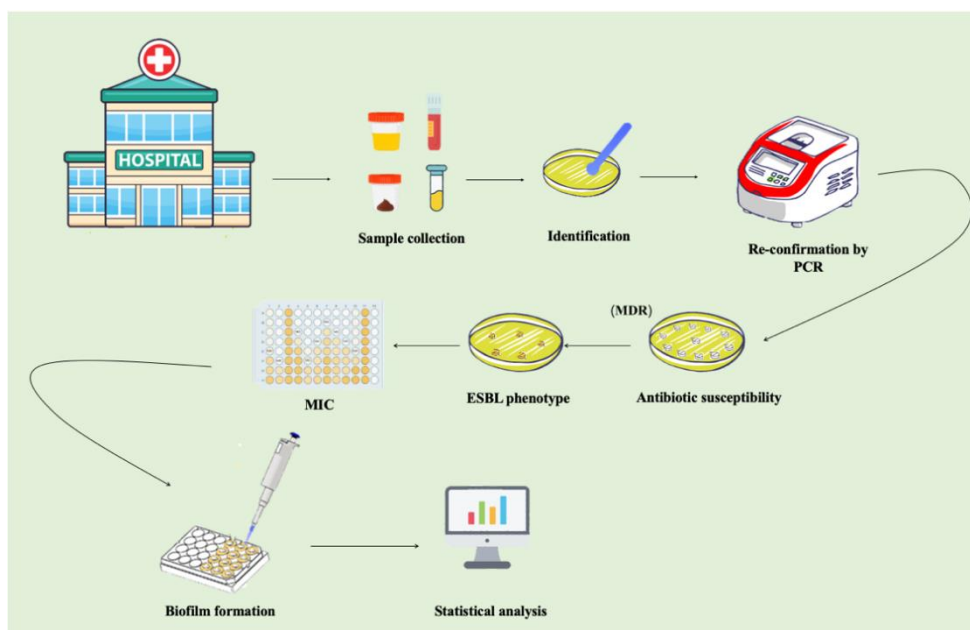 HOSPITAL
Sample collection
Identification
Re-confirmation by
PCR
(MDR)
MIC
ESBL phenotype
Antibiotic susceptibility
Biofilm formation
Statistical analysis